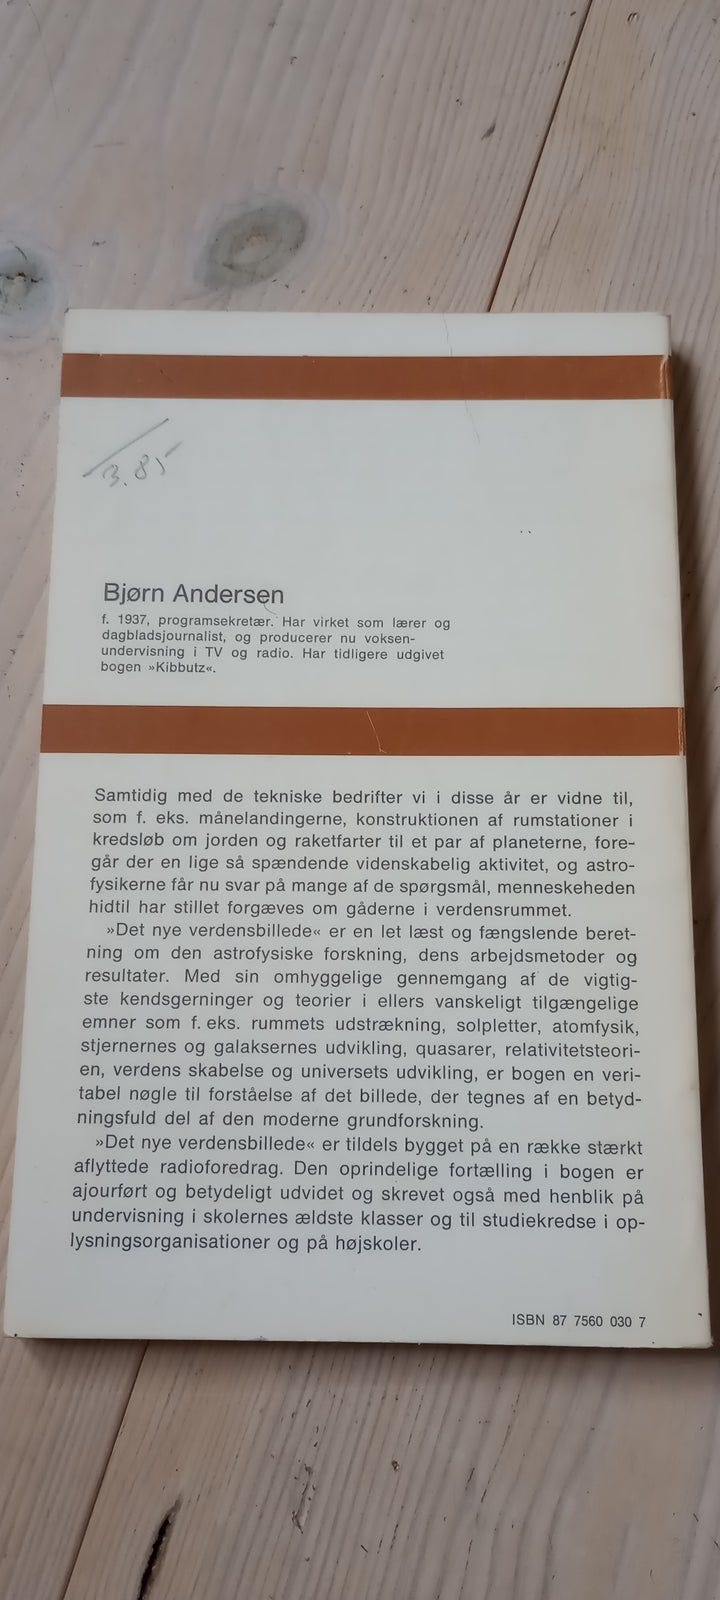 3.85
Bjørn Andersen
f. 1937, programsekretær. Har virket som lærer og
dagbladsjournalist, og producerer nu voksen-
undervisning i TV og radio. Har tidligere udgivet
bogen »Kibbutz«.
Samtidig med de tekniske bedrifter vi i disse år er vidne til,
som f. eks. månelandingerne, konstruktionen af rumstationer i
kredsløb om jorden og raketfarter til et par af planeterne, fore-
går der en lige så spændende videnskabelig aktivitet, og astro-
fysikerne får nu svar på mange af de spørgsmål, menneskeheden
hidtil har stillet forgæves om gåderne i verdensrummet.
»Det nye verdensbillede« er en let læst og fængslende beret-
ning om den astrofysiske forskning, dens arbejdsmetoder og
resultater. Med sin omhyggelige gennemgang af de vigtig-
ste kendsgerninger og teorier i ellers vanskeligt tilgængelige
emner som f. eks. rummets udstrækning, solpletter, atomfysik,
stjernernes og galaksernes udvikling, quasarer, relativitetsteori-
en, verdens skabelse og universets udvikling, er bogen en veri-
tabel nøgle til forståelse af det billede, der tegnes af en betyd-
ningsfuld del af den moderne grundforskning.
»Det nye verdensbillede« er tildels bygget på en række stærkt
aflyttede radioforedrag. Den oprindelige fortælling i bogen er
ajourført og betydeligt udvidet og skrevet også med henblik på
undervisning i skolernes ældste klasser og til studiekredse i op-
lysningsorganisationer og på højskoler.
ISBN 87 7560 030 7